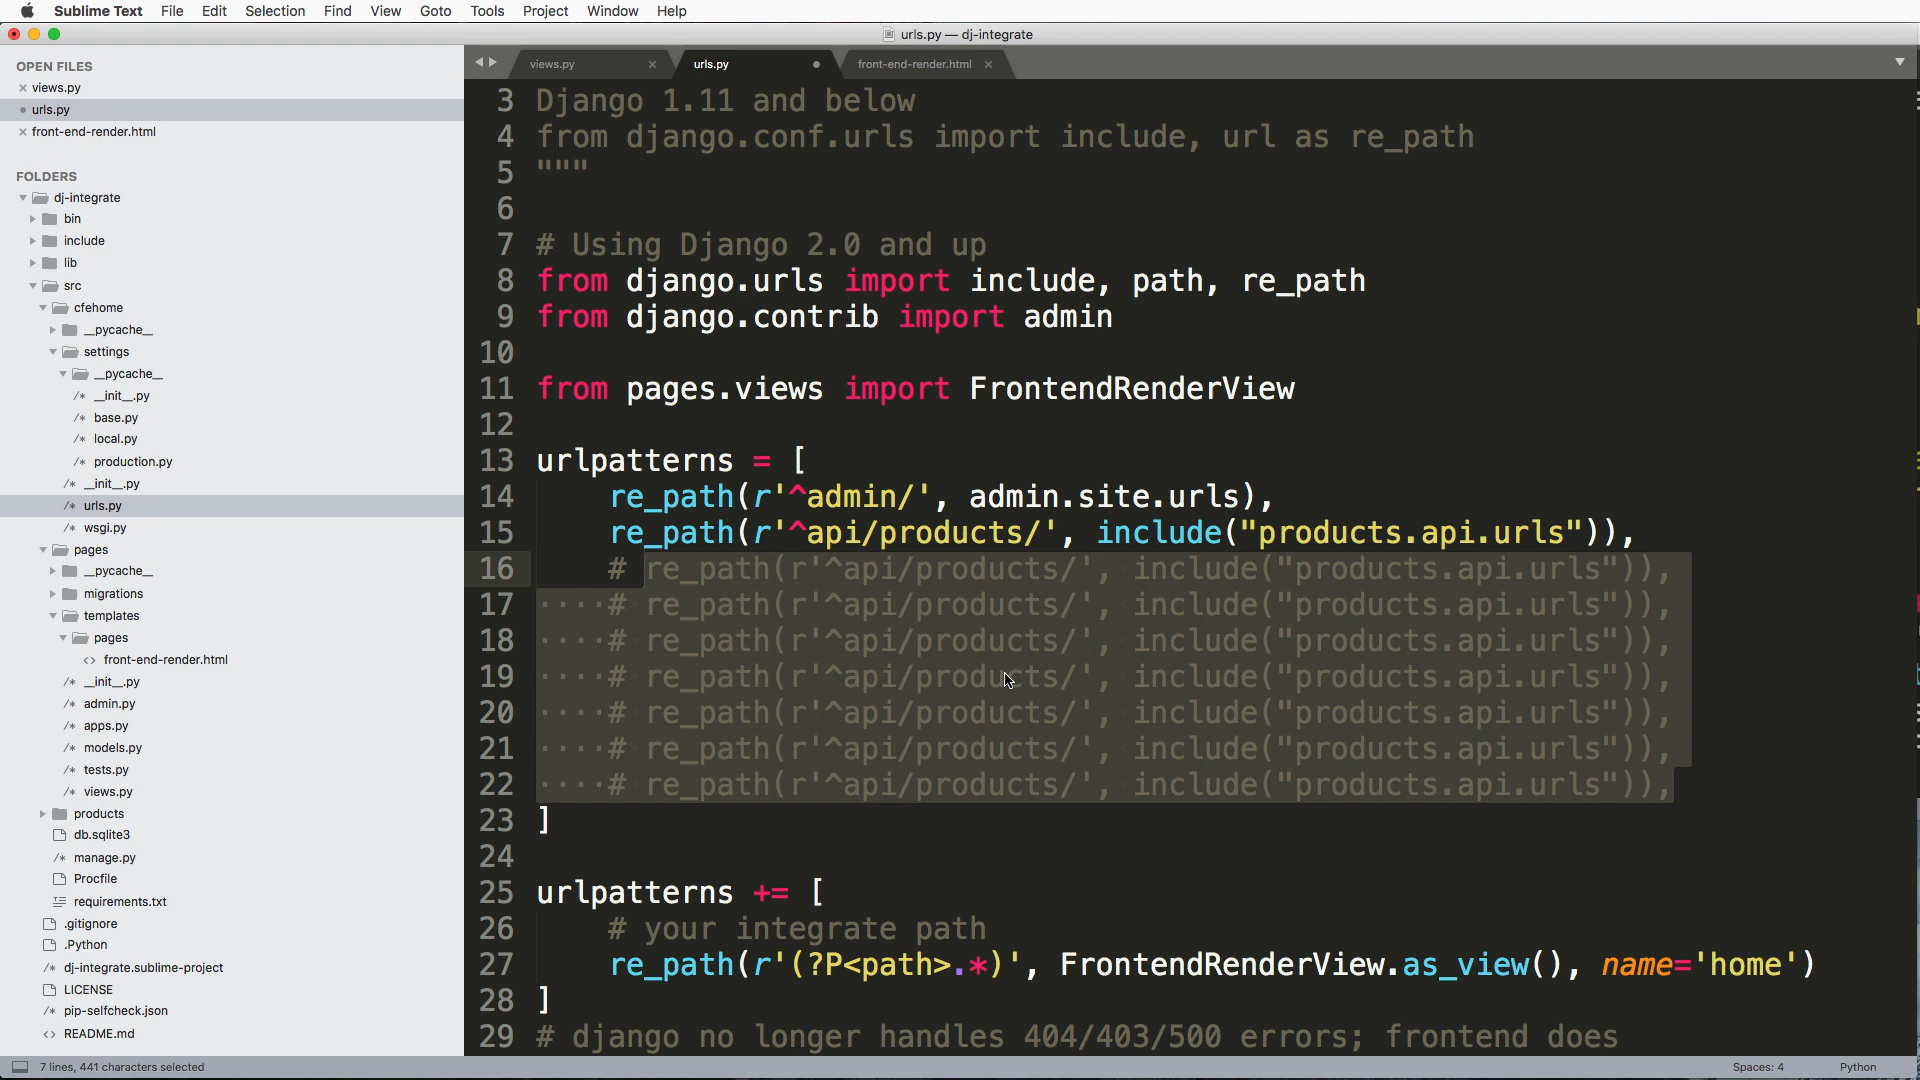 Sublime Text File Edit Selection Find View Goto Tools Project Window Help
urls.py — dj-integrate
OPEN FILES
views.py
urls.py
front-end-render.html
FOLDERS
dj-integrate
bin
include
lib
src
cfehome
__pycache__
settings
__pycache__
/* __init__.py
/* base.py
/* local.py
/* production.py
/* __init__.py
/* urls.py
/* wsgi.py
pages
__pycache__
migrations
templates
pages
<> front-end-render.html
/* __init__.py
/* admin.py
/* apps.py
/* models.py
/* tests.py
/* views.py
products
db.sqlite3
/* manage.py
Procfile
requirements.txt
.gitignore
.Python
/* dj-integrate.sublime-project
LICENSE
/* pip-selfcheck.json
<> README.md
views.py urls.py front-end-render.html
3 Django 1.11 and below
4 from django.conf.urls import include, url as re_path
5 """
6
7 # Using Django 2.0 and up
8 from django.urls import include, path, re_path
9 from django.contrib import admin
10
11 from pages.views import FrontendRenderView
12
13 urlpatterns = [
14     re_path(r'^admin/', admin.site.urls),
15     re_path(r'^api/products/', include("products.api.urls")),
16     # re_path(r'^api/products/', include("products.api.urls")),
17 ····# re_path(r'^api/products/', include("products.api.urls")),
18 ····# re_path(r'^api/products/', include("products.api.urls")),
19 ····# re_path(r'^api/products/', include("products.api.urls")),
20 ····# re_path(r'^api/products/', include("products.api.urls")),
21 ····# re_path(r'^api/products/', include("products.api.urls")),
22 ····# re_path(r'^api/products/', include("products.api.urls")),
23 ]
24
25 urlpatterns += [
26     # your integrate path
27     re_path(r'(?P<path>.*)', FrontendRenderView.as_view(), name='home')
28 ]
29 # django no longer handles 404/403/500 errors; frontend does
7 lines, 441 characters selected Spaces: 4 Python